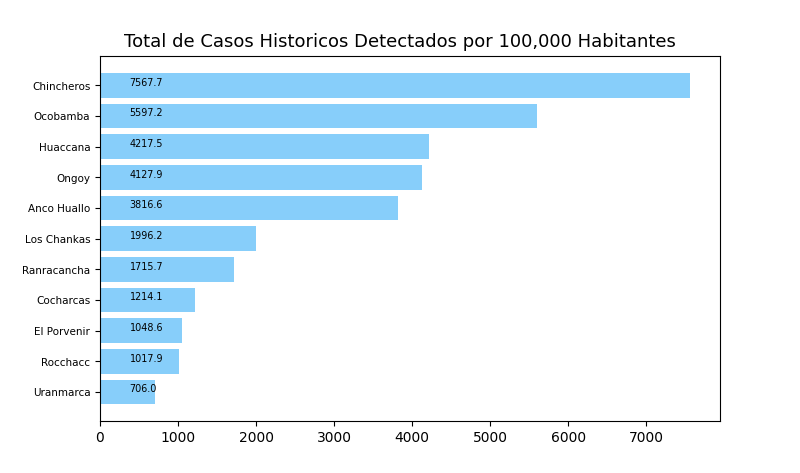 Total de Casos Historicos Detectados por 100,000 Habitantes
Chincheros 7567.7
Ocobamba 5597.2
Huaccana 4217.5
Ongoy 4127.9
Anco Huallo 3816.6
Los Chankas 1996.2
Ranracancha 1715.7
Cocharcas 1214.1
El Porvenir 1048.6
Rocchacc 1017.9
Uranmarca 706.0
0 1000 2000 3000 4000 5000 6000 7000